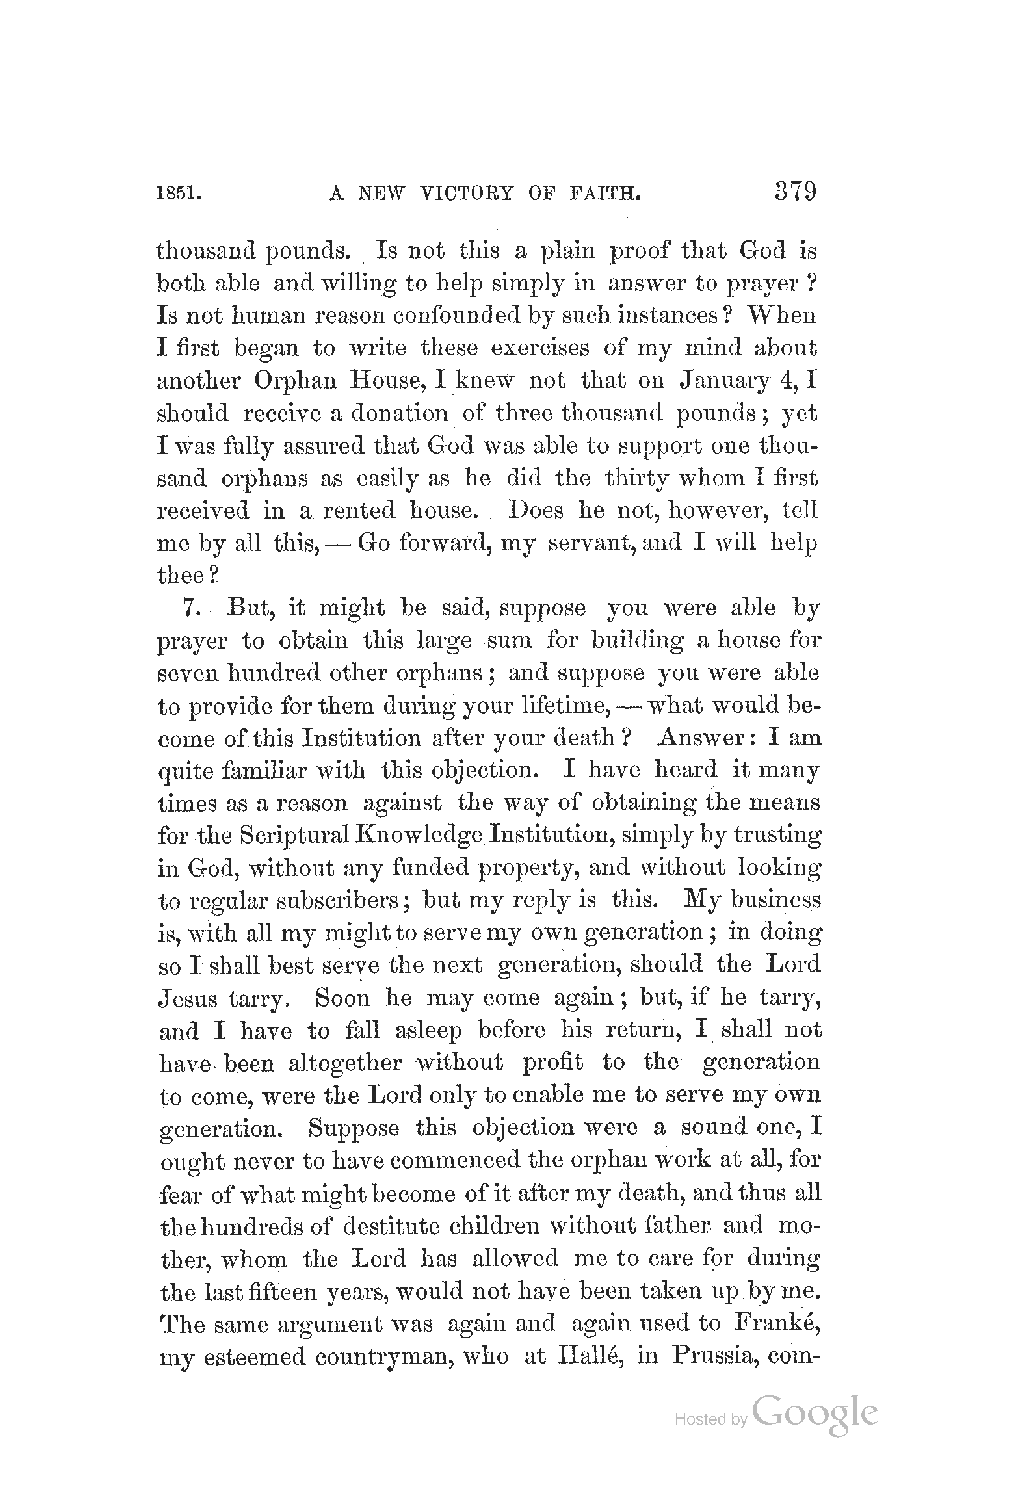 1851. A NEW VICTORY OF FAITH. 379
thousand pounds. Is not this a plain proof that God is
both able and willing to help simply in answer to prayer?
Is not human reason confounded by such instances? When
I first began to write these exercises of my mind about
another Orphan House, I knew not that on January 4, I
should receive a donation of three thousand pounds; yet
I was fully assured that God was able to support one thou-
sand orphans as easily as he did the thirty whom I first
received in a rented house. Does he not, however, tell
me by all this,—Go forward, my servant, and I will help
thee?
7. But, it might be said, suppose you were able by
prayer to obtain this large sum for building a house for
seven hundred other orphans; and suppose you were able
to provide for them during your lifetime,—what would be-
come of this Institution after your death? Answer: I am
quite familiar with this objection. I have heard it many
times as a reason against the way of obtaining the means
for the Scriptural Knowledge Institution, simply by trusting
in God, without any funded property, and without looking
to regular subscribers; but my reply is this. My business
is, with all my might to serve my own generation; in doing
so I shall best serve the next generation, should the Lord
Jesus tarry. Soon he may come again; but, if he tarry,
and I have to fall asleep before his return, I shall not
have been altogether without profit to the generation
to come, were the Lord only to enable me to serve my own
generation. Suppose this objection were a sound one, I
ought never to have commenced the orphan work at all, for
fear of what might become of it after my death, and thus all
the hundreds of destitute children without father and mo-
ther, whom the Lord has allowed me to care for during
the last fifteen years, would not have been taken up by me.
The same argument was again and again used to Franké,
my esteemed countryman, who at Hallé, in Prussia, com-
Hosted by Google